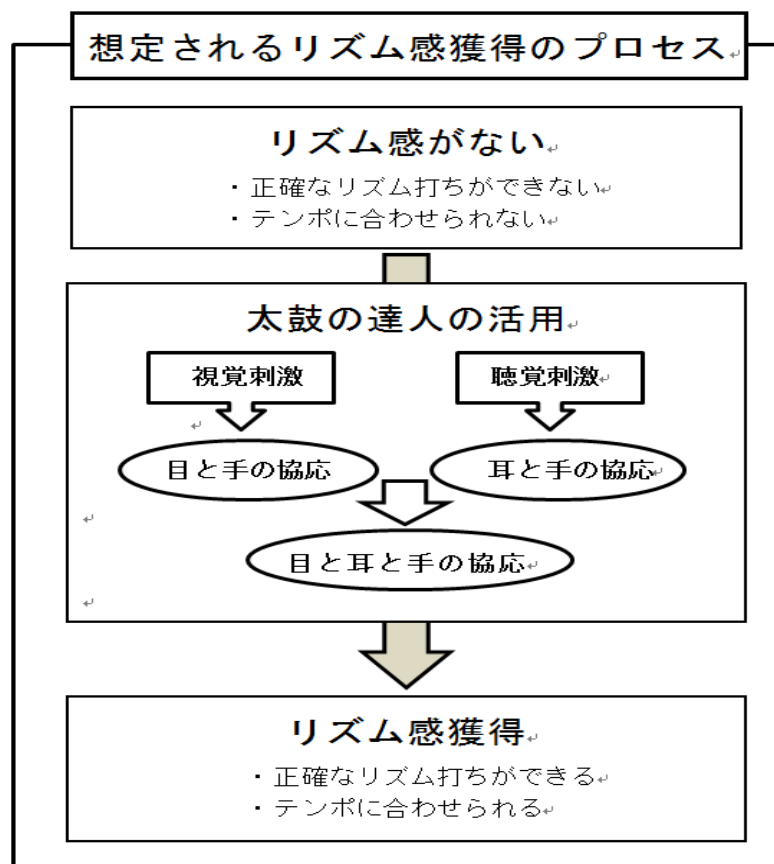 想定されるリズム感獲得のプロセス
リズム感がない
・正確なリズム打ちができない
・テンポに合わせられない
太鼓の達人の活用
視覚刺激
聴覚刺激
目と手の協応
耳と手の協応
目と耳と手の協応
リズム感獲得
・正確なリズム打ちができる
・テンポに合わせられる